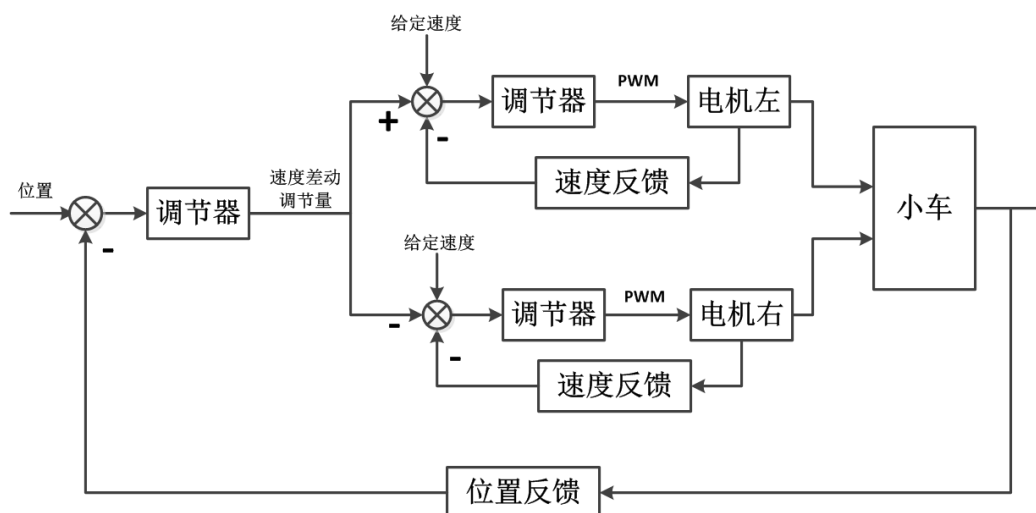 给定速度
+
-
调节器
PWM
电机左
速度反馈
位置
-
调节器
速度差动
调节量
小车
给定速度
-
-
调节器
PWM
电机右
速度反馈
位置反馈